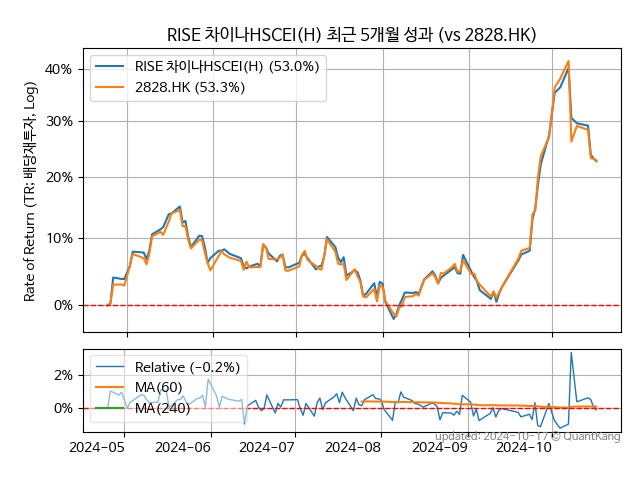 RISE 차이나HSCEI(H) 최근 5개월 성과 (vs 2828.HK)
Rate of Return (TR: 배당재투자, Log)
40%
30%
20%
10%
0%
RISE 차이나HSCEI(H) (53.0%)
2828.HK (53.3%)
2%
0%
Relative (−0.2%)
MA(60)
MA(240)
2024-05
2024-06
2024-07
2024-08
2024-09
2024-10
updated: 2024-10-17 © QuantKang